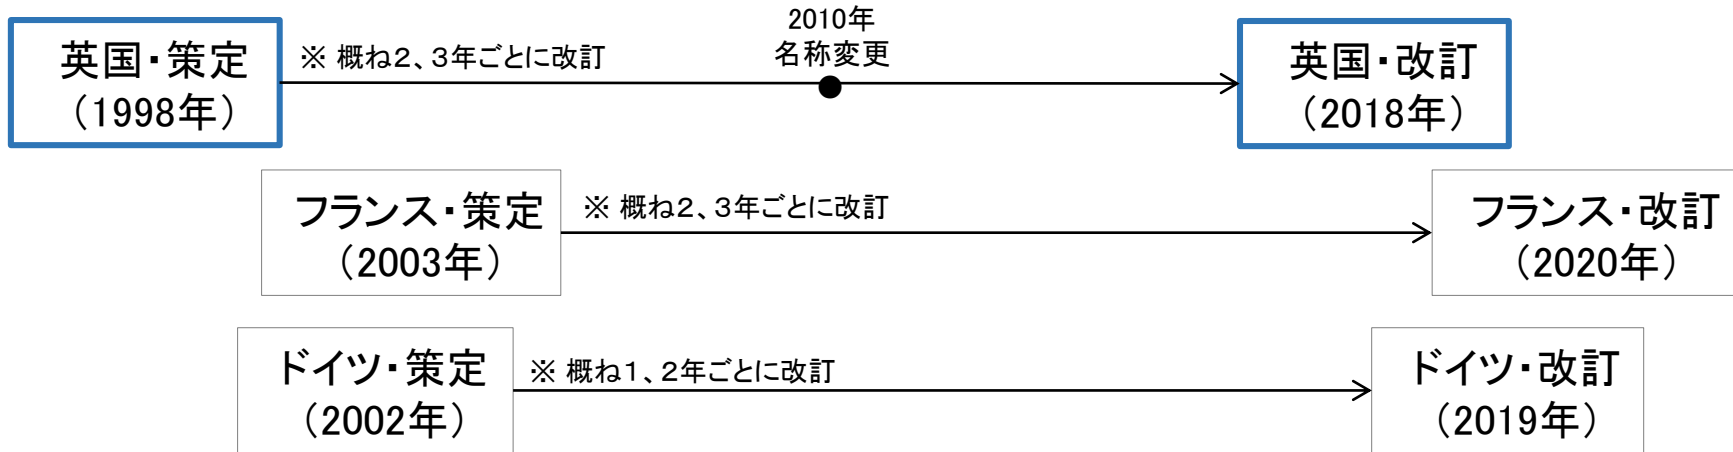 2010年
名称変更
英国・策定
(1998年)
※ 概ね2、3年ごとに改訂
英国・改訂
(2018年)
フランス・策定
(2003年)
※ 概ね2、3年ごとに改訂
フランス・改訂
(2020年)
ドイツ・策定
(2002年)
※ 概ね1、2年ごとに改訂
ドイツ・改訂
(2019年)